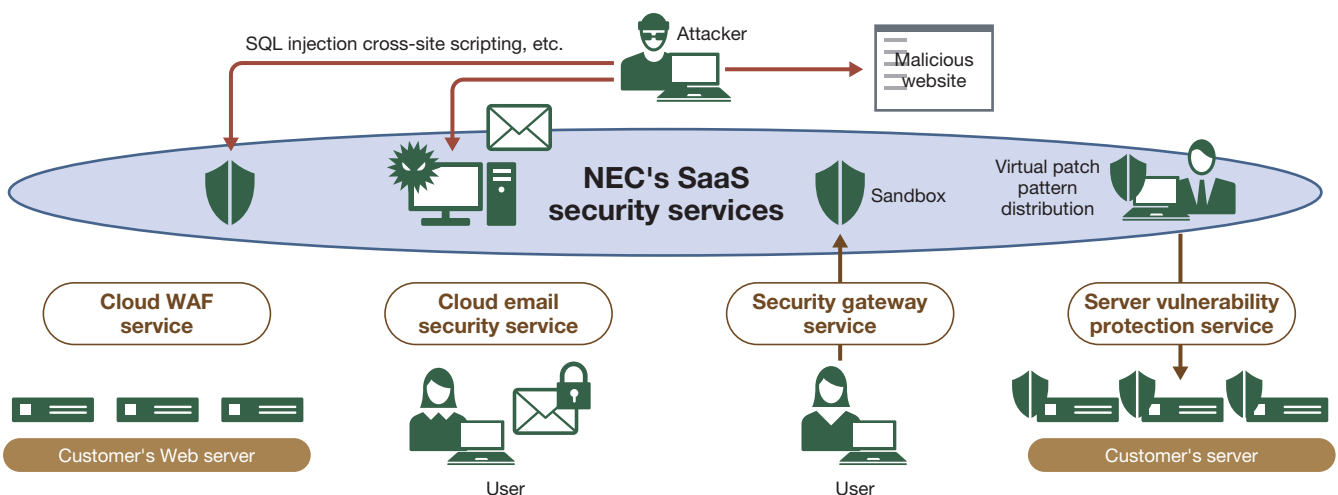 SQL injection cross-site scripting, etc.
Attacker
Malicious
website
NEC's SaaS
security services
Sandbox
Virtual patch
pattern
distribution
Cloud WAF
service
Cloud email
security service
Security gateway
service
Server vulnerability
protection service
Customer's Web server
User
User
Customer's server